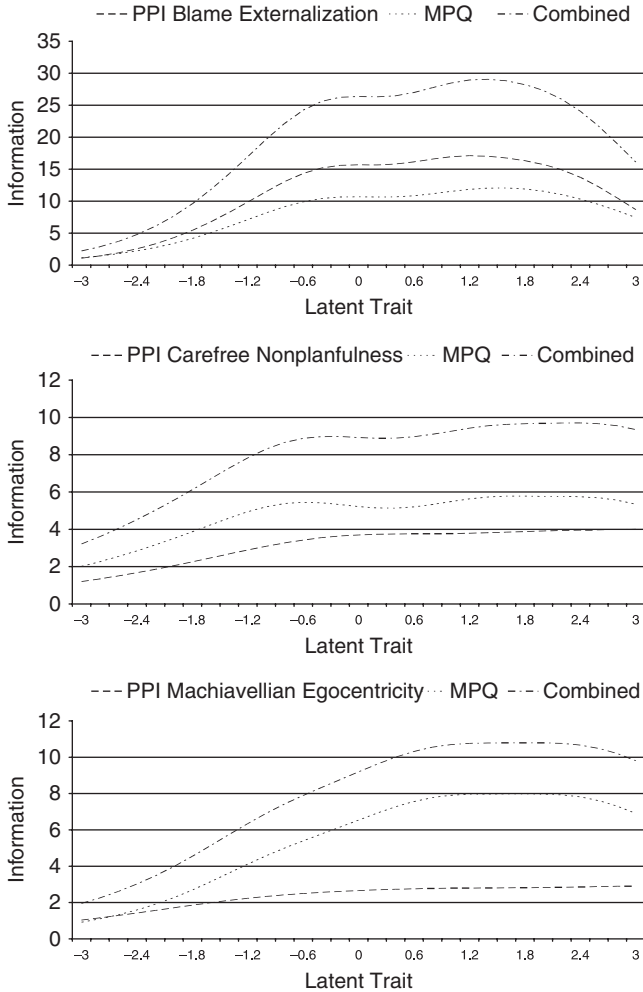 PPI Blame Externalization MPQ Combined
35
30
25
20
15
10
5
0
Information
−3 −2.4 −1.8 −1.2 −0.6 0 0.6 1.2 1.8 2.4 3
Latent Trait
PPI Carefree Nonplanfulness MPQ Combined
12
10
8
6
4
2
0
Information
−3 −2.4 −1.8 −1.2 −0.6 0 0.6 1.2 1.8 2.4 3
Latent Trait
PPI Machiavellian Egocentricity MPQ Combined
12
10
8
6
4
2
0
Information
−3 −2.4 −1.8 −1.2 −0.6 0 0.6 1.2 1.8 2.4 3
Latent Trait